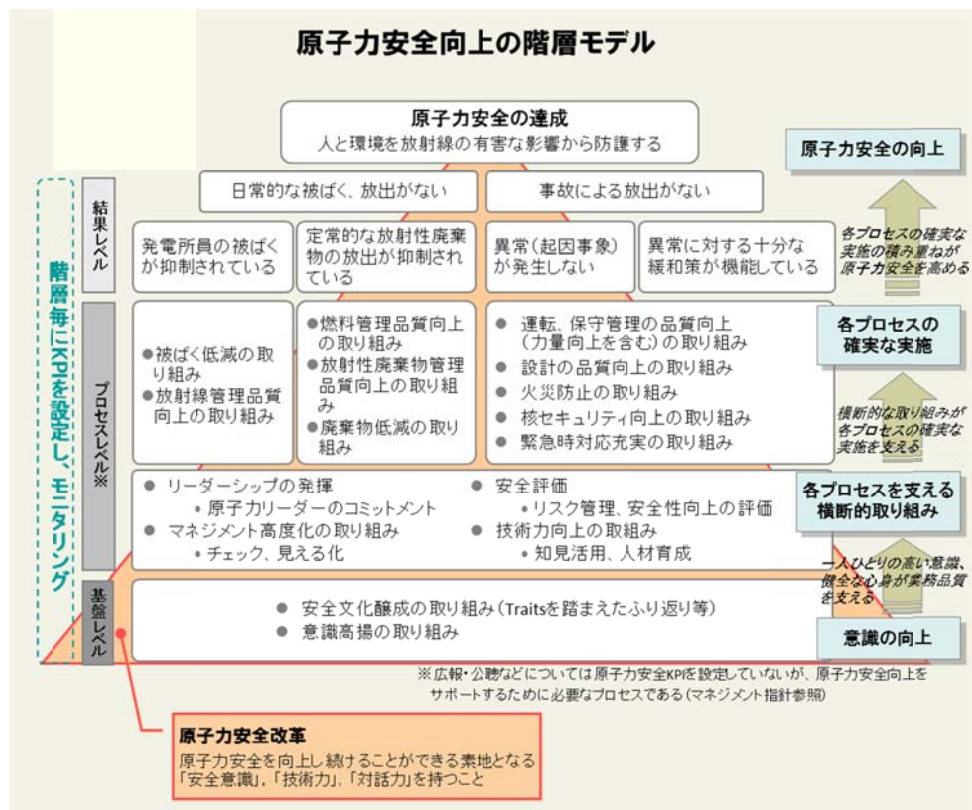 原子力安全向上の階層モデル
原子力安全の達成
人と環境を放射線の有害な影響から防護する
日常的な被ばく、放出がない
事故による放出がない
発電所員の被ばく
が抑制されている
定常的な放射性廃棄
物の放出が抑制され
ている
異常(起因事象)
が発生しない
異常に対する十分な
緩和策が機能している
結果レベル
階層毎にKPIを設定し、モニタリング
プロセスレベル※
●被ばく低減の取
り組み
●放射線管理品質
向上の取り組み
●燃料管理品質向上
の取り組み
●放射性廃棄物管理
品質向上の取り組
み
●廃棄物低減の取り
組み
● 運転、保守管理の品質向上
(力量向上を含む)の取り組み
● 設計の品質向上の取り組み
● 火災防止の取り組み
● 核セキュリティ向上の取り組み
● 緊急時対応充実の取り組み
● リーダーシップの発揮
• 原子力リーダーのコミットメント
● マネジメント高度化の取り組み
• チェック、見える化
● 安全評価
• リスク管理、安全性向上の評価
● 技術力向上の取組み
• 知見活用、人材育成
基盤レベル
● 安全文化醸成の取り組み(Traitsを踏まえたふり返り等)
● 意識高揚の取り組み
原子力安全の向上
各プロセスの確実な
実施の積み重ねが
原子力安全を高める
各プロセスの
確実な実施
横断的な取り組みが
各プロセスの確実な
実施を支える
各プロセスを支える
横断的取り組み
一人ひとりの高い意識、
健全な心身が業務品質
を支える
意識の向上
※広報・公聴などについては原子力安全KPIを設定していないが、原子力安全向上を
サポートするために必要なプロセスである(マネジメント指針参照)
原子力安全改革
原子力安全を向上し続けることができる素地となる
「安全意識」，「技術力」，「対話力」を持つこと